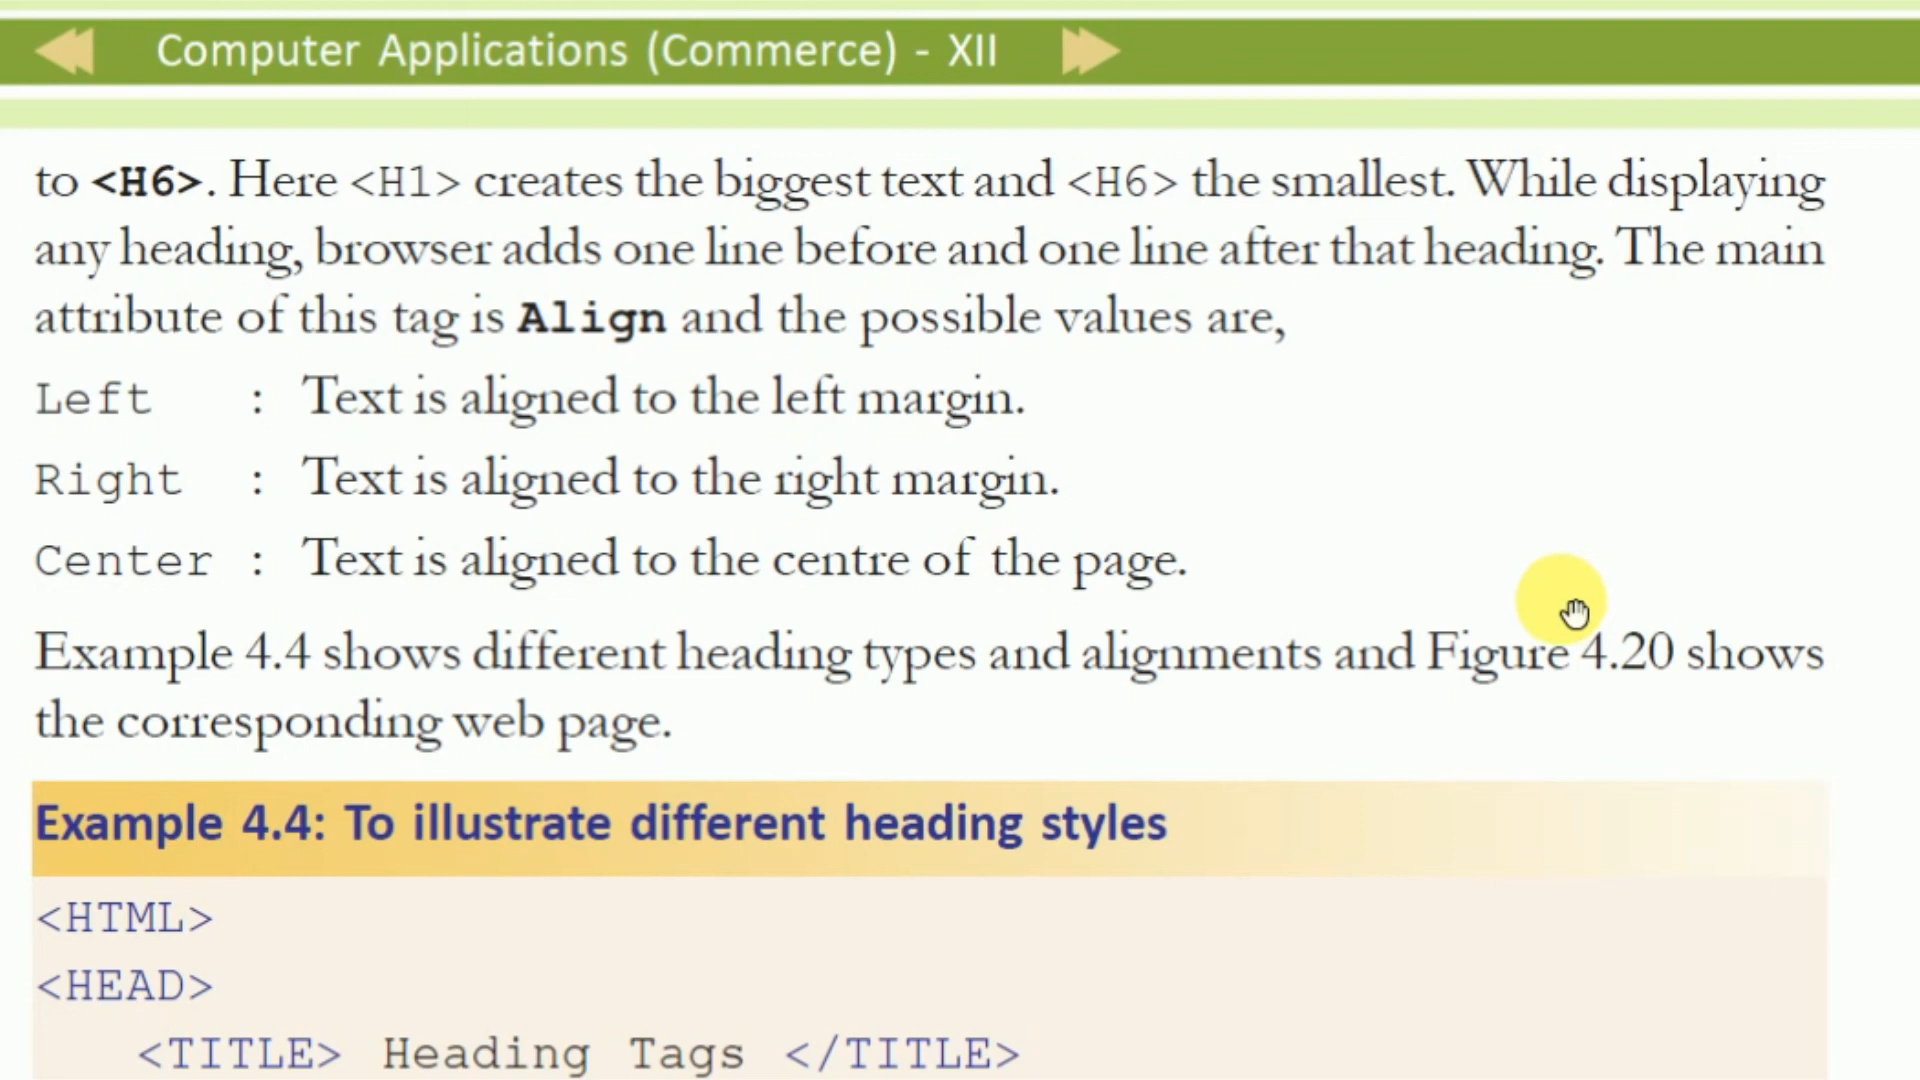 Computer Applications (Commerce) - XII
to <H6>. Here <H1> creates the biggest text and <H6> the smallest. While displaying
any heading, browser adds one line before and one line after that heading. The main
attribute of this tag is Align and the possible values are,
Left : Text is aligned to the left margin.
Right : Text is aligned to the right margin.
Center : Text is aligned to the centre of the page.
Example 4.4 shows different heading types and alignments and Figure 4.20 shows
the corresponding web page.
Example 4.4: To illustrate different heading styles
<HTML>
<HEAD>
<TITLE> Heading Tags </TITLE>